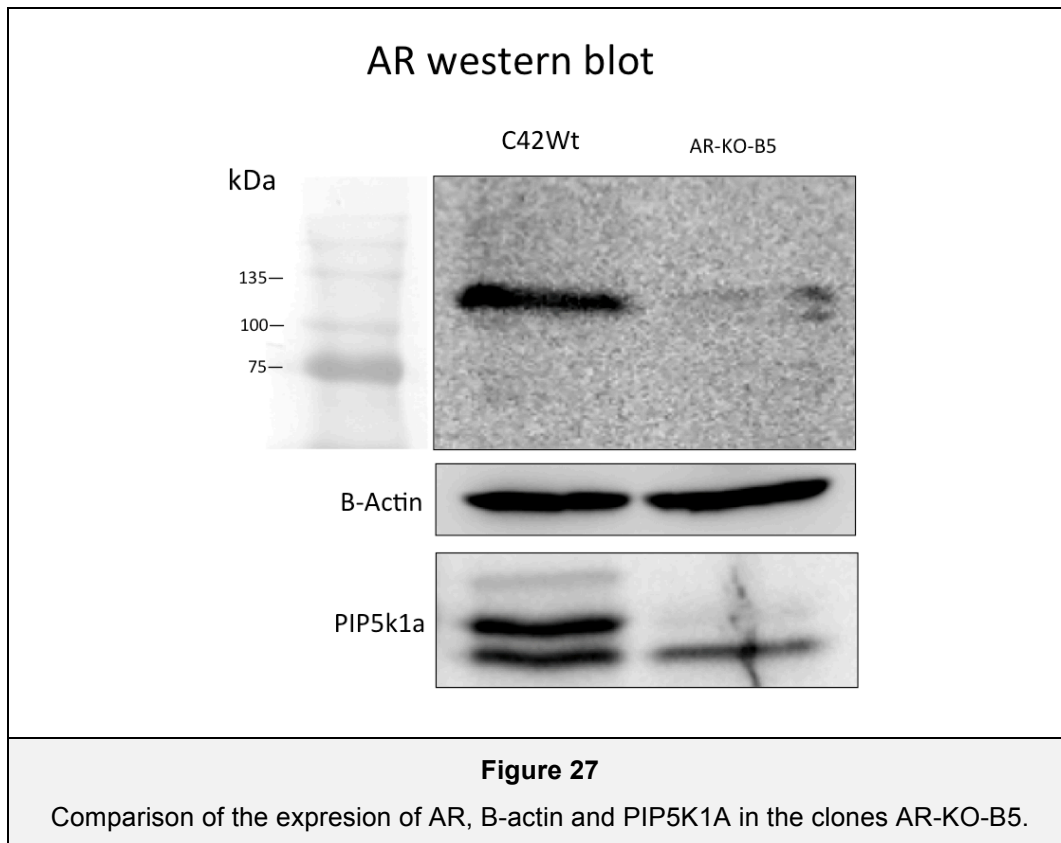 AR western blot
C42Wt
AR-KO-B5
kDa
135—
100—
75—
B-Actin
PIP5k1a
Figure 27
Comparison of the expresion of AR, B-actin and PIP5K1A in the clones AR-KO-B5.